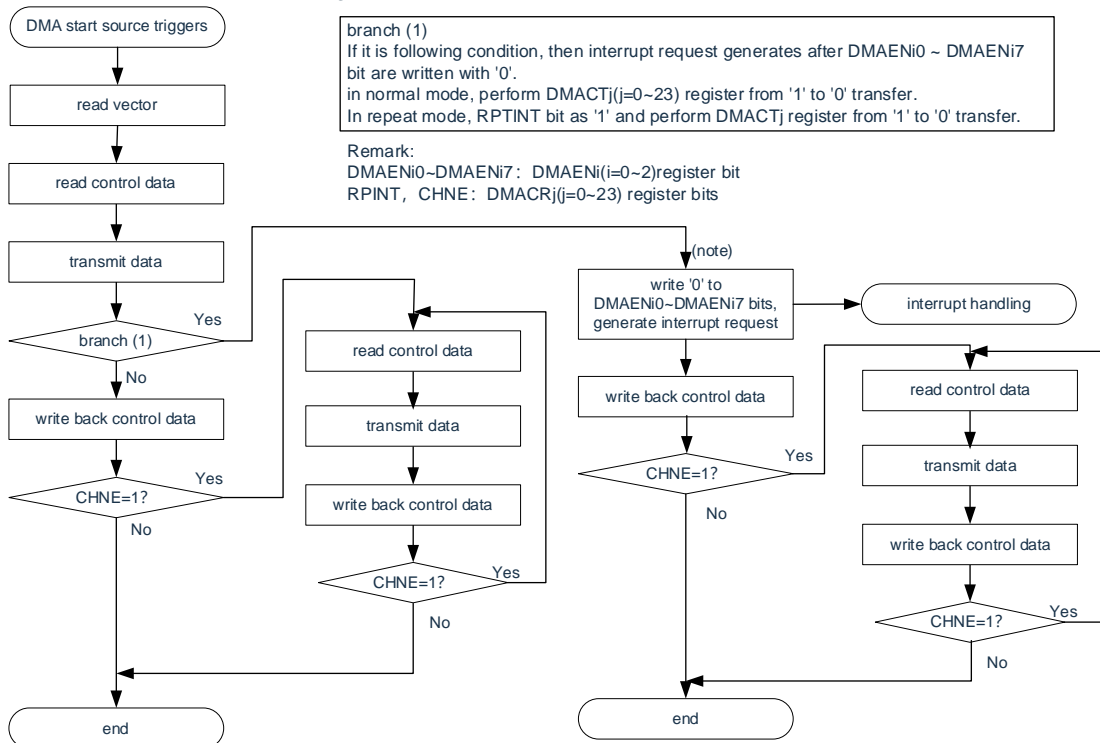 DMA start source triggers
read vector
read control data
transmit data
branch (1)
Yes
No
write back control data
CHNE=1?
Yes
No
end
branch (1)
If it is following condition, then interrupt request generates after DMAENi0 ~ DMAENi7
bit are written with '0'.
in normal mode, perform DMACTj(j=0~23) register from '1' to '0' transfer.
In repeat mode, RPTINT bit as '1' and perform DMACTj register from '1' to '0' transfer.
Remark:
DMAENi0~DMAENi7：DMAENi(i=0~2)register bit
RPINT，CHNE：DMACRj(j=0~23) register bits
read control data
transmit data
write back control data
CHNE=1?
Yes
No
(note)
write '0' to
DMAENi0~DMAENi7 bits,
generate interrupt request
interrupt handling
write back control data
CHNE=1?
Yes
No
end
read control data
transmit data
write back control data
CHNE=1?
Yes
No